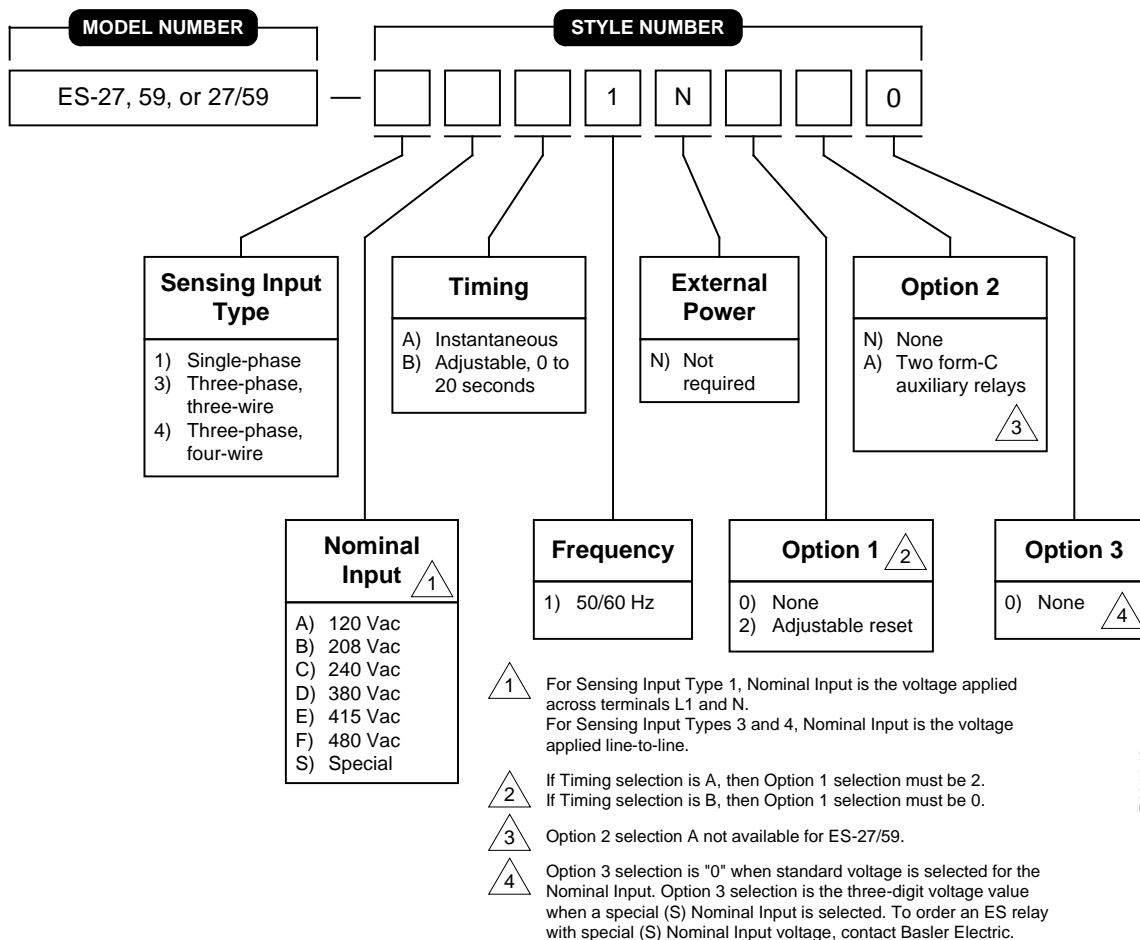 MODEL NUMBER
STYLE NUMBER
ES-27, 59, or 27/59
—
1
N
0
Sensing Input
Type
1) Single-phase
3) Three-phase,
three-wire
4) Three-phase,
four-wire
Timing
A) Instantaneous
B) Adjustable, 0 to
20 seconds
External
Power
N) Not
required
Option 2
N) None
A) Two form-C
auxiliary relays
3
Nominal
Input 1
A) 120 Vac
B) 208 Vac
C) 240 Vac
D) 380 Vac
E) 415 Vac
F) 480 Vac
S) Special
Frequency
1) 50/60 Hz
Option 1 2
0) None
2) Adjustable reset
Option 3
0) None 4
1 For Sensing Input Type 1, Nominal Input is the voltage applied
across terminals L1 and N.
For Sensing Input Types 3 and 4, Nominal Input is the voltage
applied line-to-line.
2 If Timing selection is A, then Option 1 selection must be 2.
If Timing selection is B, then Option 1 selection must be 0.
3 Option 2 selection A not available for ES-27/59.
4 Option 3 selection is "0" when standard voltage is selected for the
Nominal Input. Option 3 selection is the three-digit voltage value
when a special (S) Nominal Input is selected. To order an ES relay
with special (S) Nominal Input voltage, contact Basler Electric.